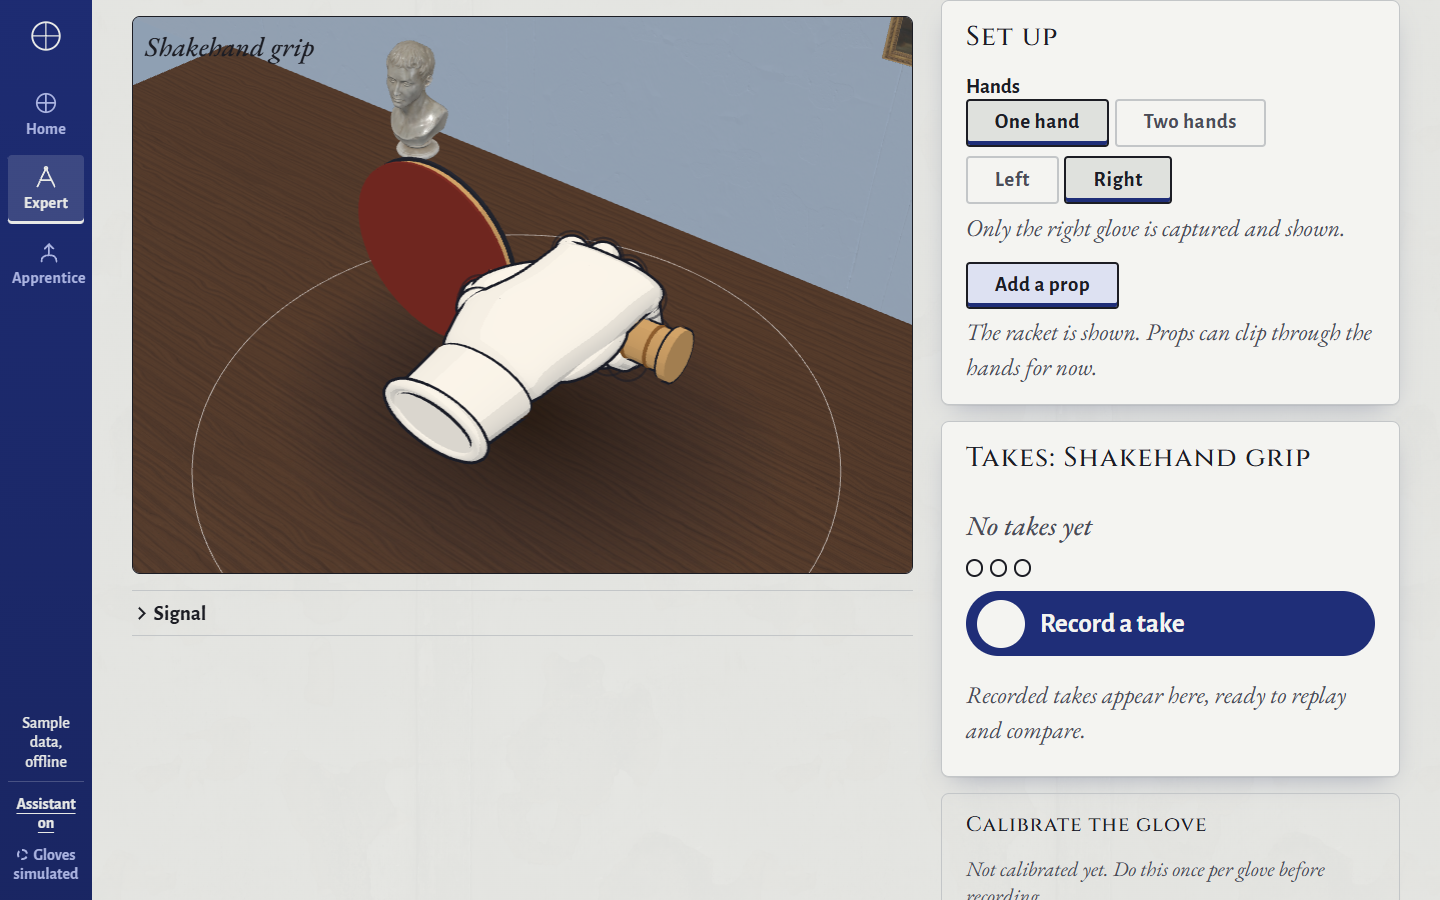 Home
Expert
Apprentice
Sample
data,
offline
Assistant
on
Gloves
simulated
Shakehand grip
Signal
Set up
Hands
One hand
Two hands
Left
Right
Only the right glove is captured and shown.
Add a prop
The racket is shown. Props can clip through the
hands for now.
Takes: Shakehand grip
No takes yet
Record a take
Recorded takes appear here, ready to replay
and compare.
Calibrate the glove
Not calibrated yet. Do this once per glove before
recording